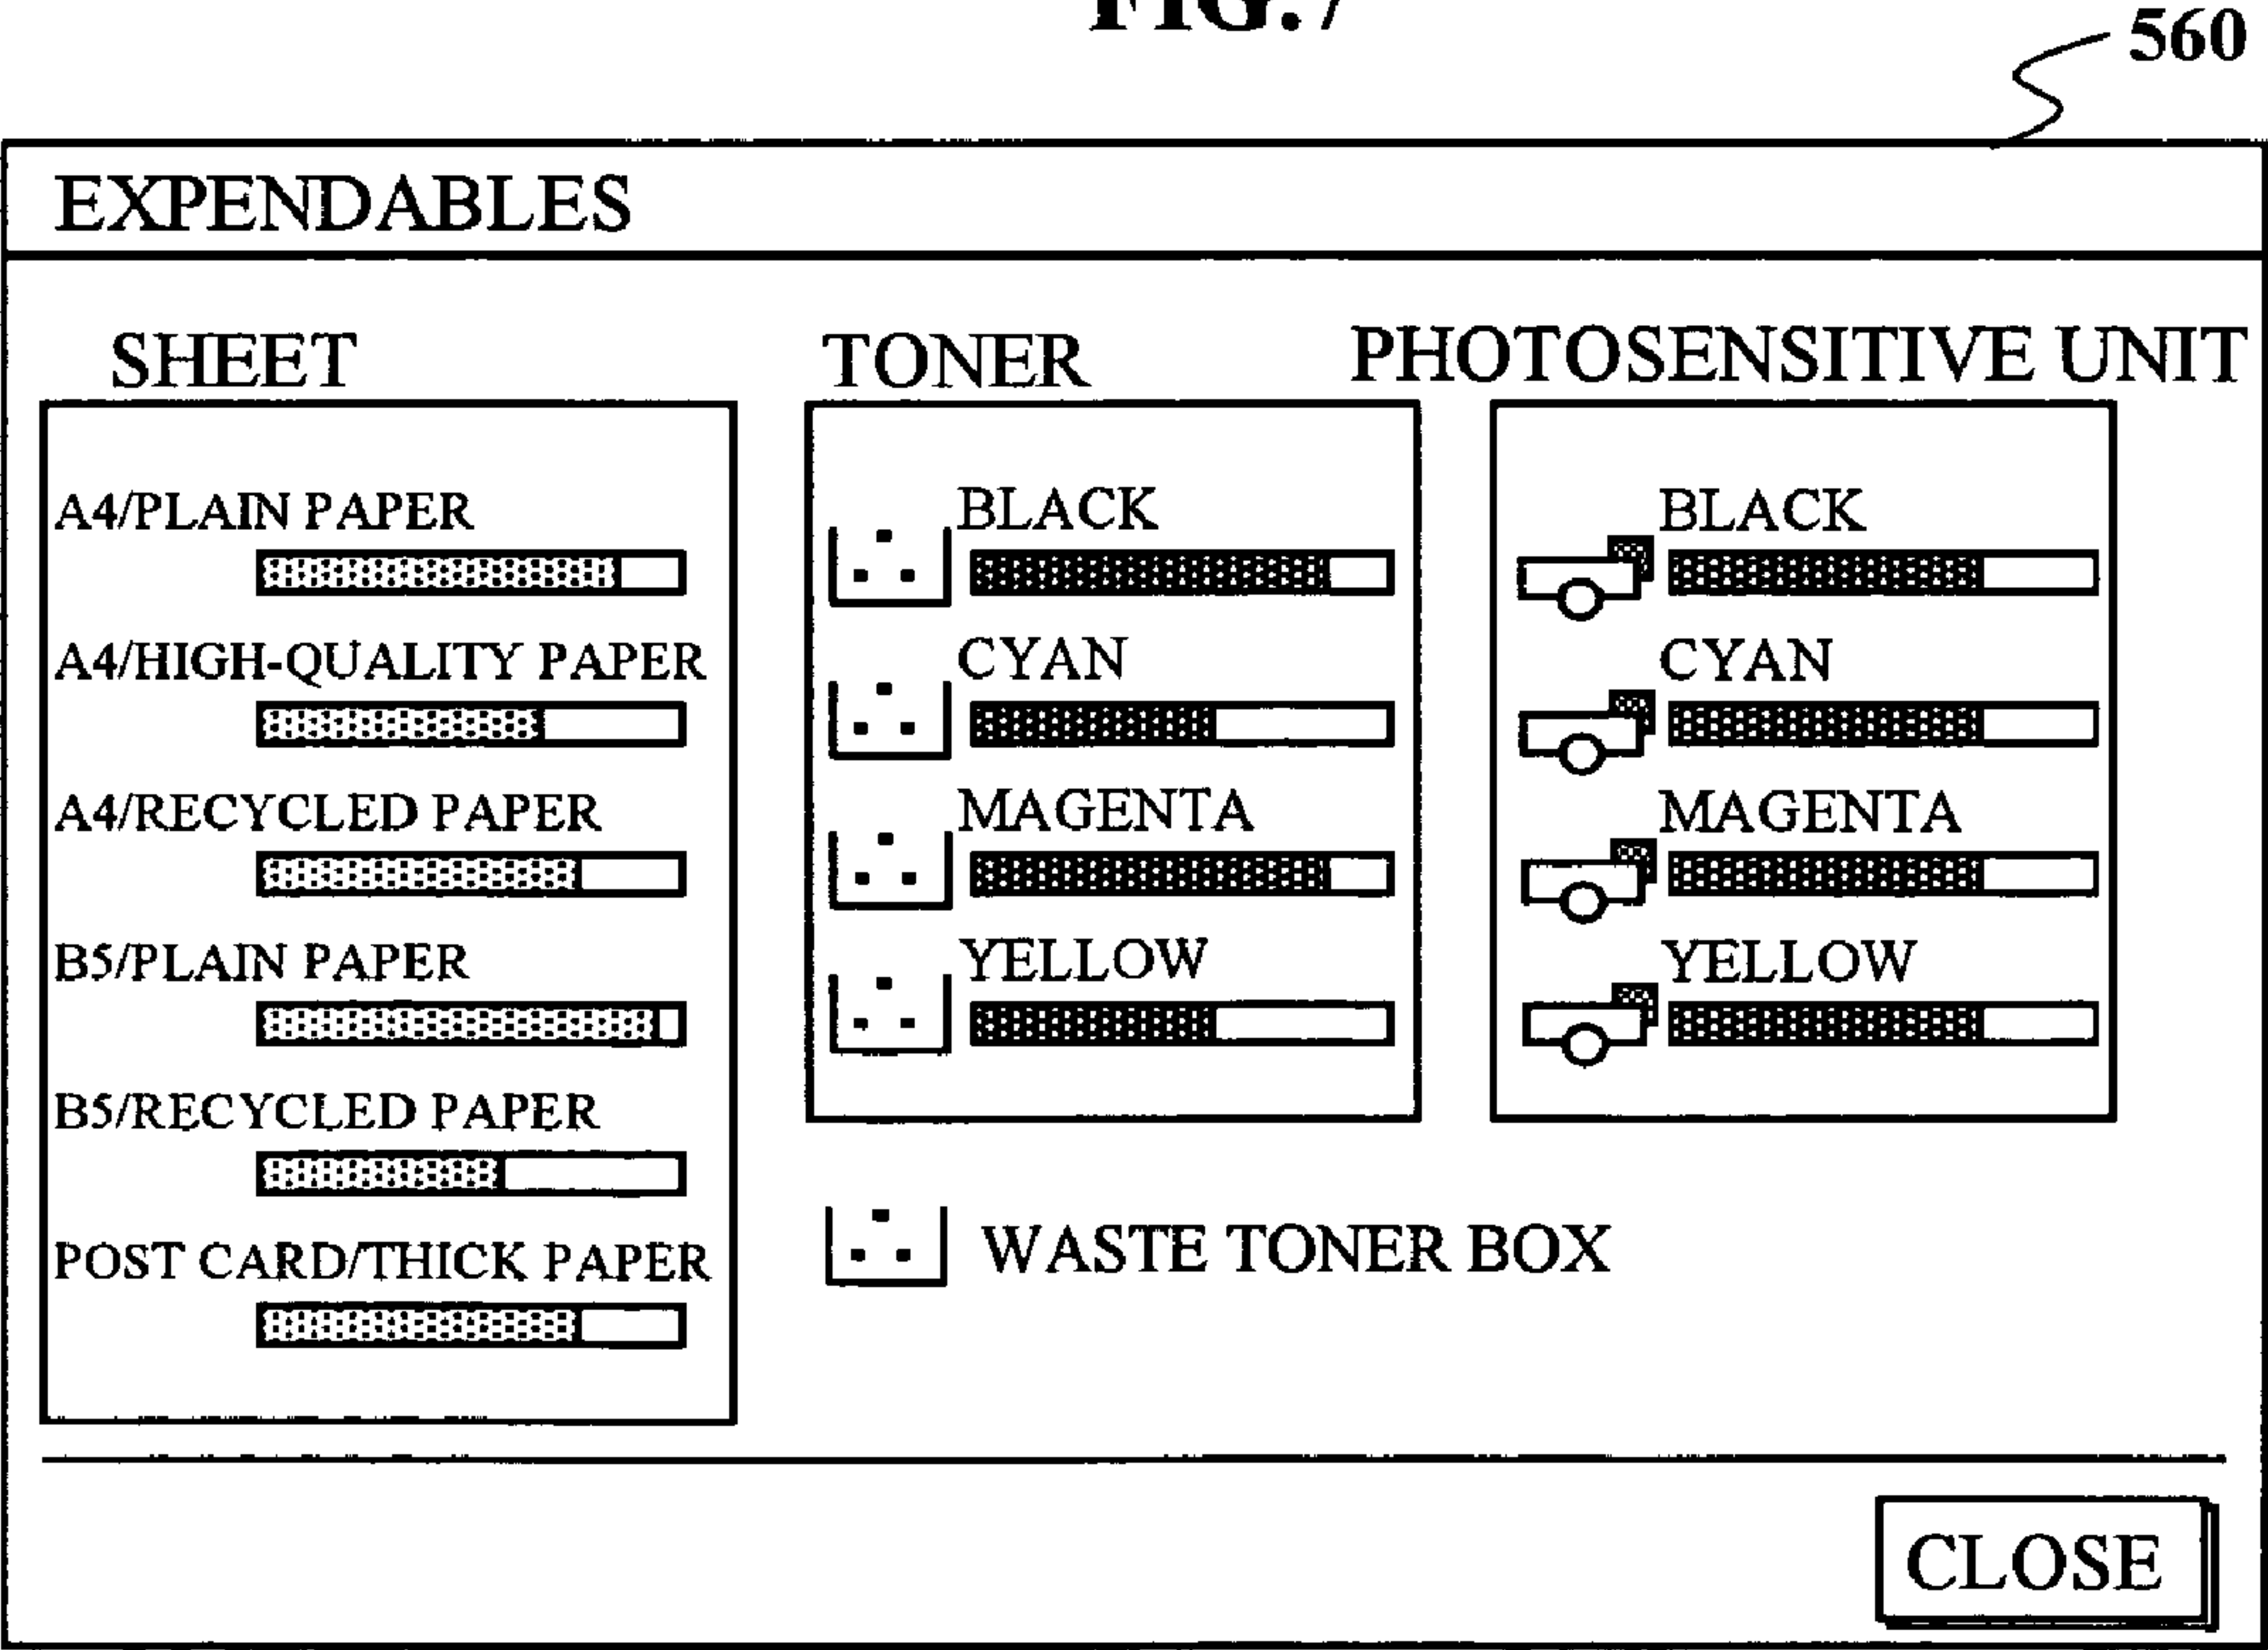 FIG.7
560
EXPENDABLES
SHEET
A4/PLAIN PAPER
A4/HIGH-QUALITY PAPER
A4/RECYCLED PAPER
B5/PLAIN PAPER
B5/RECYCLED PAPER
POST CARD/THICK PAPER
TONER
BLACK
CYAN
MAGENTA
YELLOW
PHOTOSENSITIVE UNIT
BLACK
CYAN
MAGENTA
YELLOW
WASTE TONER BOX
CLOSE